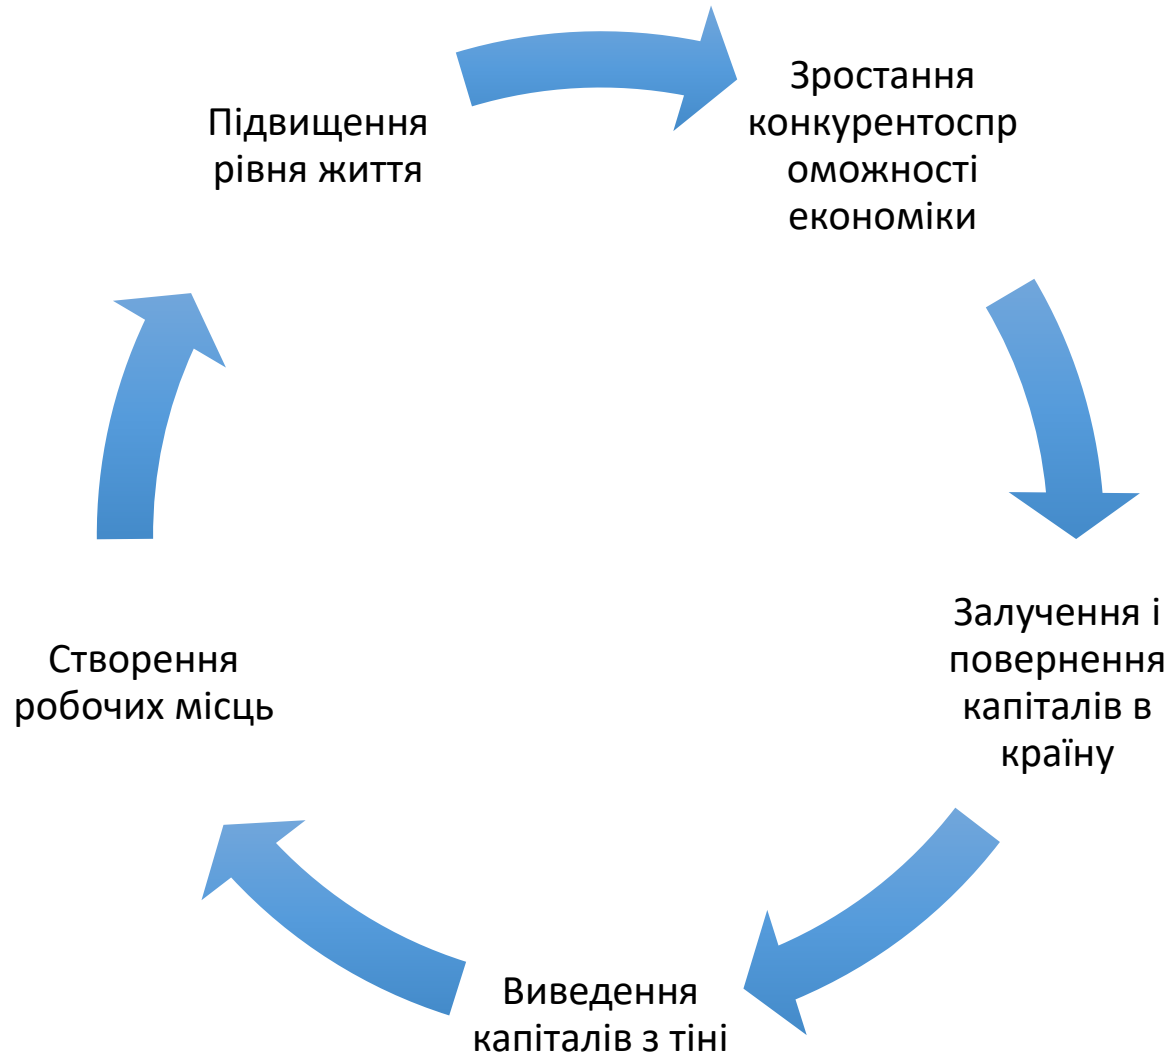 Підвищення
рівня життя
Зростання
конкурентоспр
оможності
економіки
Залучення і
повернення
капіталів в
країну
Виведення
капіталів з тіні
Створення
робочих місць